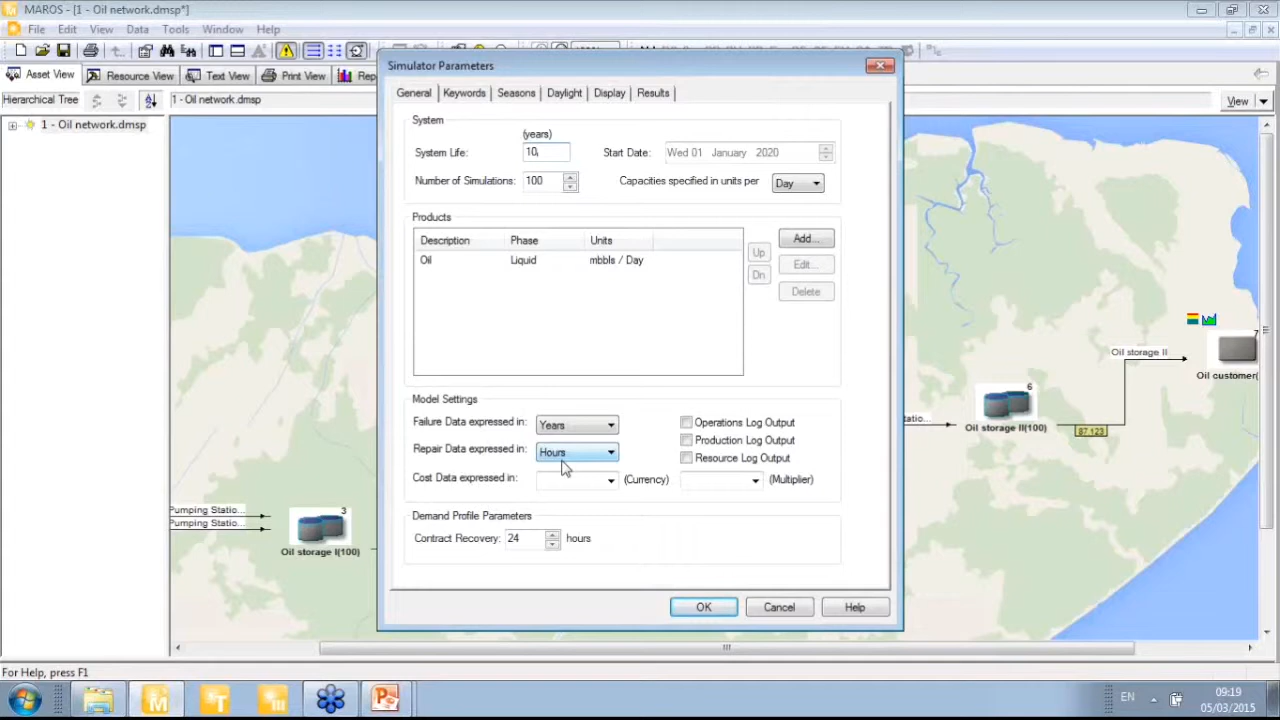 MAROS - [1 - Oil network.dmsp*]
File Edit View Data Tools Window Help
Asset View Resource View Text View Print View Rep
Hierarchical Tree 1 - Oil network.dmsp View
1 - Oil network.dmsp
Simulator Parameters
General Keywords Seasons Daylight Display Results
System
(years)
System Life: 10, Start Date: Wed 01 January 2020
Number of Simulations: 100 Capacities specified in units per Day
Products
Description Phase Units
Oil Liquid mbbls / Day
Add...
Up
Edit...
Dn
Delete
Model Settings
Failure Data expressed in: Years Operations Log Output
Production Log Output
Repair Data expressed in: Hours
Resource Log Output
Cost Data expressed in: (Currency) (Multiplier)
Demand Profile Parameters
Contract Recovery: 24 hours
OK Cancel Help
Pumping Statio...
Pumping Statio...
3
Oil storage I(100)
6
Oil storage II(100)
87.123
Oil storage II
7
Oil customer(
For Help, press F1
EN
09:19
05/03/2015